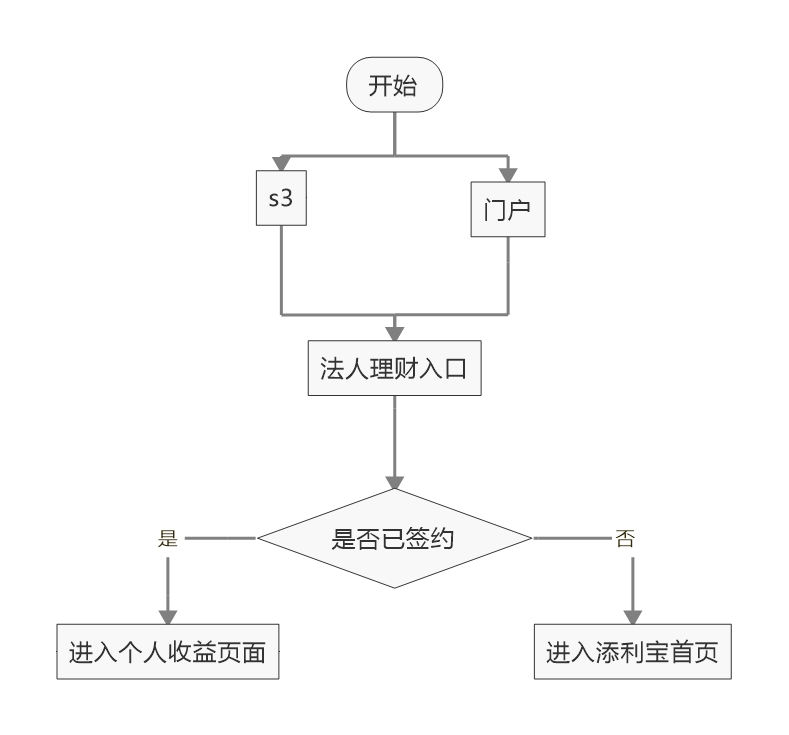 开始
s3
门户
法人理财入口
是否已签约
是
否
进入个人收益页面
进入添利宝首页